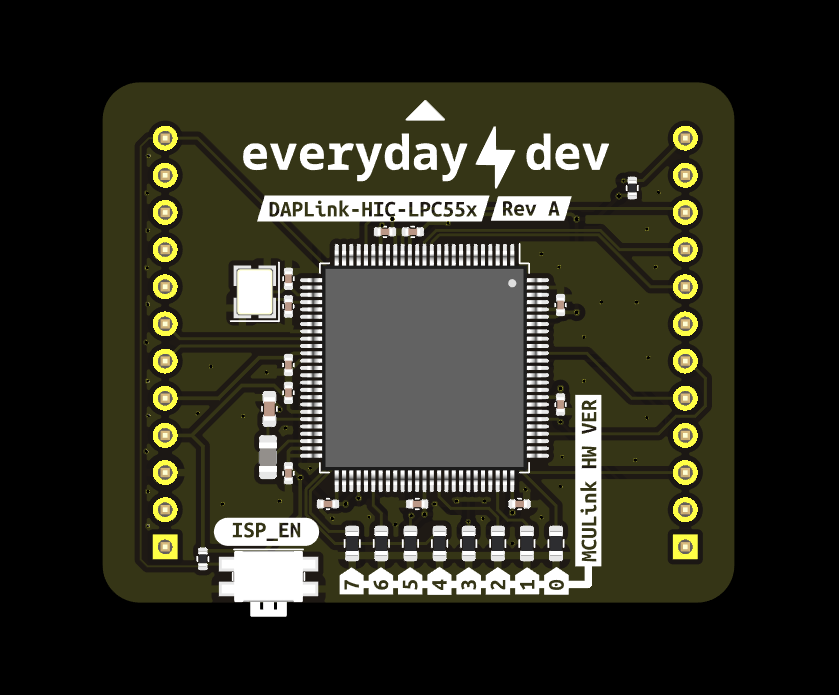 everyday dev
DAPLink-HIC-LPC55x Rev A
MCULink HW VER
ISP_EN
7 6 5 4 3 2 1 0